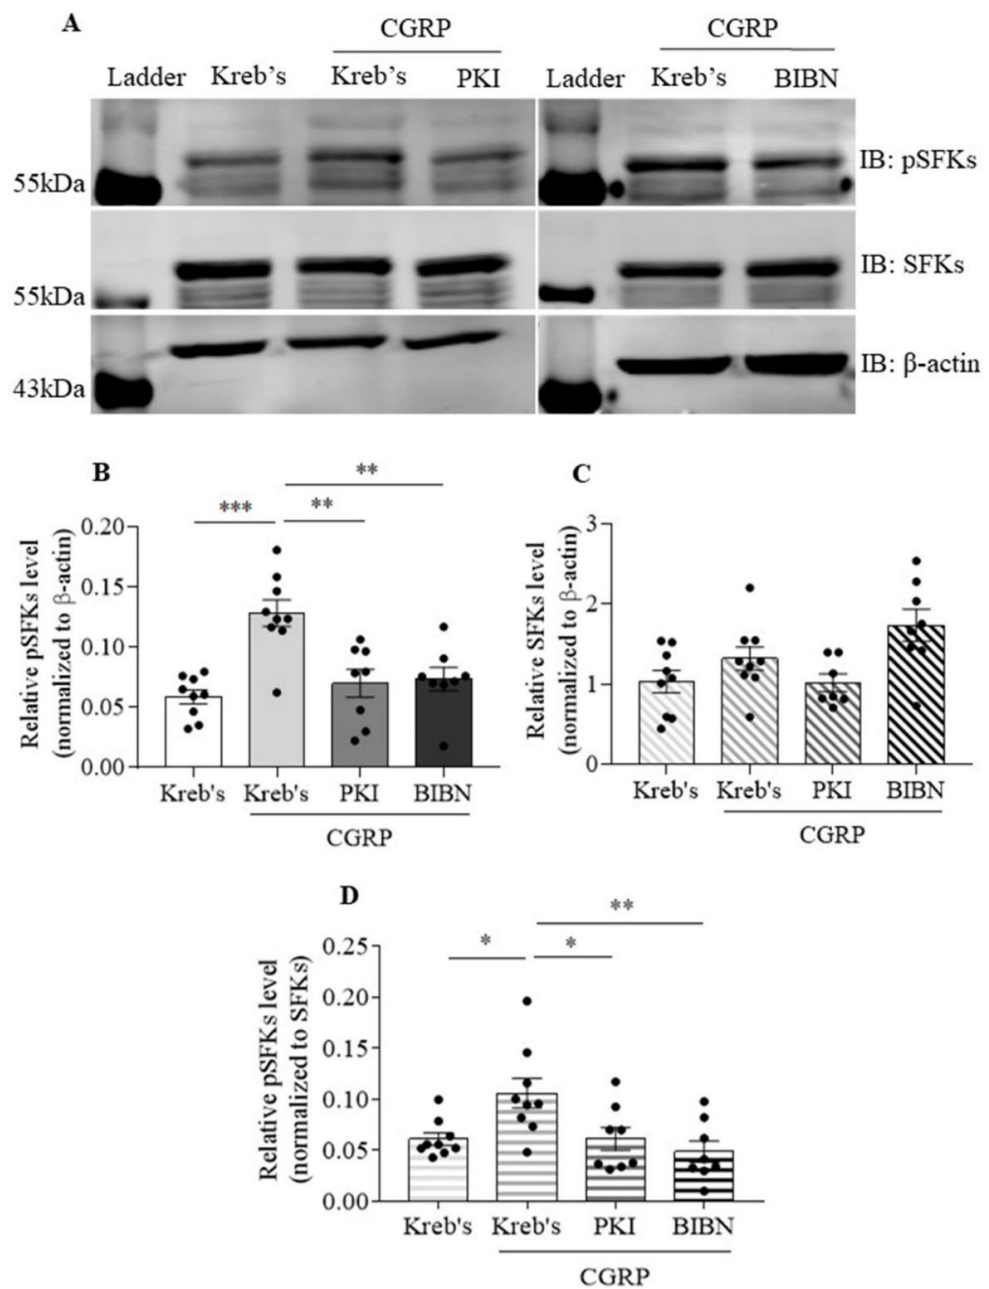 A
CGRP
CGRP
Ladder Kreb's Kreb's PKI Ladder Kreb's BIBN
55kDa
IB: pSFKs
55kDa
IB: SFKs
43kDa
IB: β-actin
B
Relative pSFKs level
(normalized to β-actin)
0.20
0.15
0.10
0.05
0.00
***
**
**
Kreb's Kreb's PKI BIBN
CGRP
C
Relative SFKs level
(normalized to β-actin)
3
2
1
0
Kreb's Kreb's PKI BIBN
CGRP
D
Relative pSFKs level
(normalized to SFKs)
0.25
0.20
0.15
0.10
0.05
0.00
*
*
**
Kreb's Kreb's PKI BIBN
CGRP